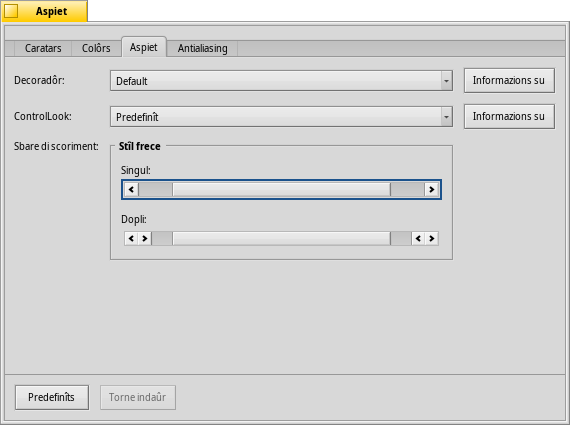 Aspiet
Caratars Colôrs Aspiet Antialiasing
Decoradôr: Default Informazions su
ControlLook: Predefinît Informazions su
Sbare di scoriment: Stîl frece
Singul:
Dopli:
Predefinîts Torne indaûr